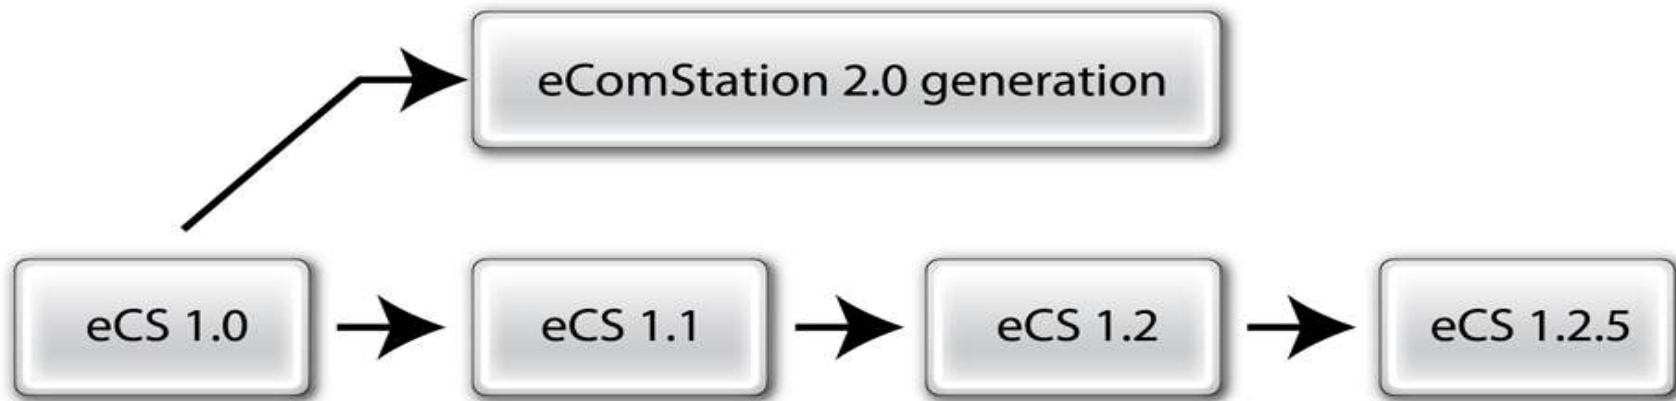 eComStation 2.0 generation
eCS 1.0
eCS 1.1
eCS 1.2
eCS 1.2.5